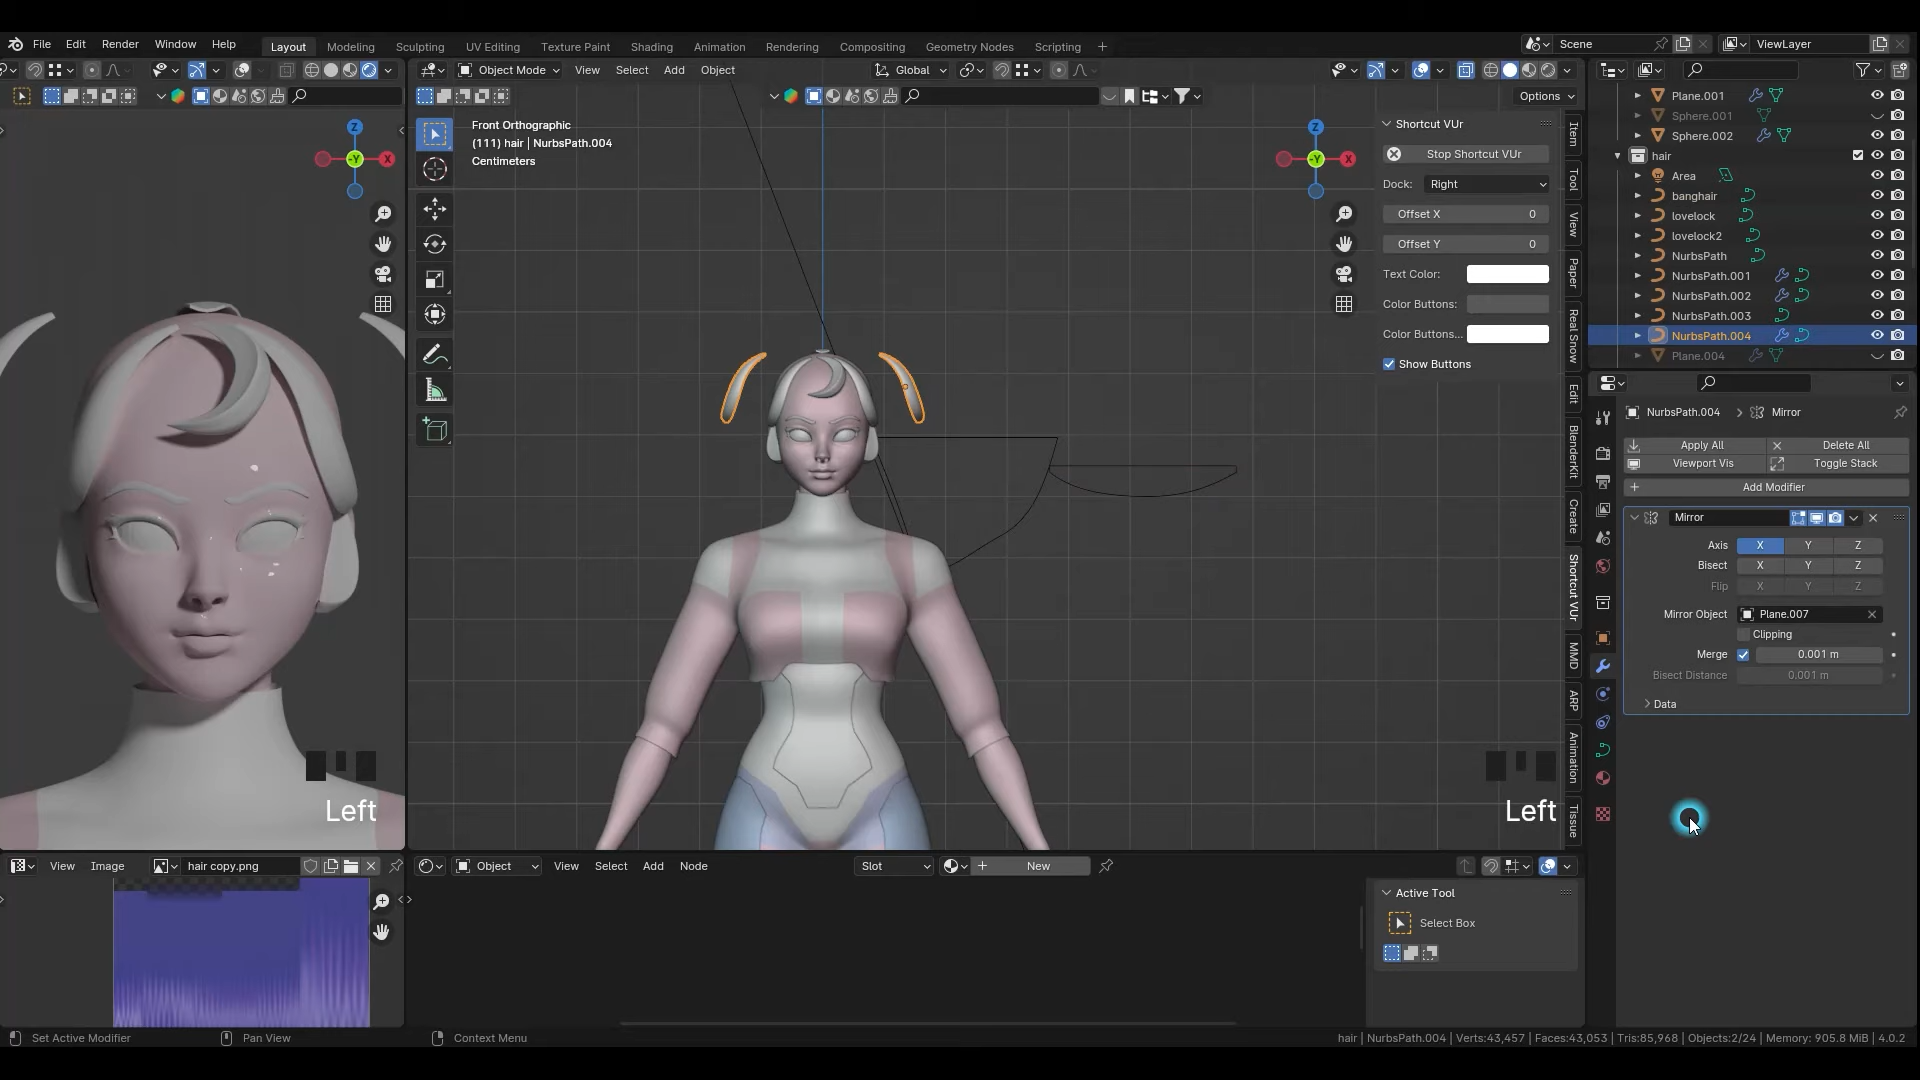 File Edit Render Window Help Layout Modeling Sculpting UV Editing Texture Paint Shading Animation Rendering Compositing Geometry Nodes Scripting + Scene ViewLayer
Object Mode View Select Add Object Global
Options
Front Orthographic
(111) hair | NurbsPath.004
Centimeters
Z
-Y
X
Z
-Y
X
Shortcut VUr
Stop Shortcut VUr
Dock: Right
Offset X 0
Offset Y 0
Text Color:
Color Buttons:
Color Buttons...
Show Buttons
Item
Tool
View
Paper
Real Snow
Edit
BlenderKit
Create
Shortcut VUr
MMD
ARP
Animation
Tissue
Plane.001
Sphere.001
Sphere.002
hair
Area
banghair
lovelock
lovelock2
NurbsPath
NurbsPath.001
NurbsPath.002
NurbsPath.003
NurbsPath.004
Plane.004
NurbsPath.004 > Mirror
Apply All Delete All
Viewport Vis Toggle Stack
Add Modifier
Mirror
Axis X Y Z
Bisect X Y Z
Flip X Y Z
Mirror Object Plane.007
Clipping
Merge 0.001 m
Bisect Distance 0.001 m
Data
Left
Left
View Image hair copy.png
Object View Select Add Node Slot New
Active Tool
Select Box
Set Active Modifier Pan View Context Menu hair | NurbsPath.004 | Verts:43,457 | Faces:43,053 | Tris:85,968 | Objects:2/24 | Memory: 905.8 MiB | 4.0.2